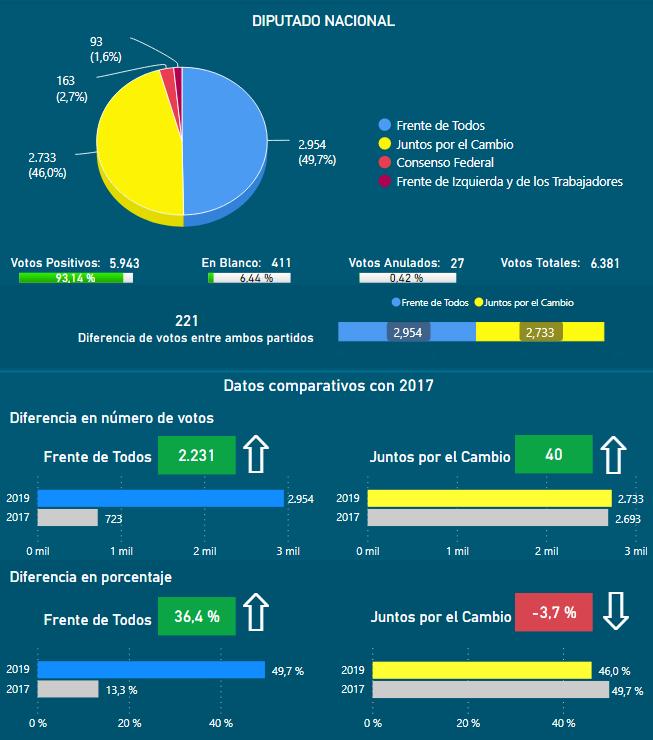 DIPUTADO NACIONAL
93
(1,6%)
163
(2,7%)
2.733
(46,0%)
2.954
(49,7%)
Frente de Todos
Juntos por el Cambio
Consenso Federal
Frente de Izquierda y de los Trabajadores
Votos Positivos: 5.943
93,14 %
En Blanco: 411
6,44 %
Votos Anulados: 27
0,42 %
Votos Totales: 6.381
Frente de Todos Juntos por el Cambio
221
Diferencia de votos entre ambos partidos
2,954 2,733
Datos comparativos con 2017
Diferencia en número de votos
Frente de Todos 2.231
Juntos por el Cambio 40
2019 2.954
2017 723
0 mil 1 mil 2 mil 3 mil
2019 2.733
2017 2.693
0 mil 1 mil 2 mil 3 mil
Diferencia en porcentaje
Frente de Todos 36,4 %
Juntos por el Cambio -3,7 %
2019 49,7 %
2017 13,3 %
0 % 20 % 40 %
2019 46,0 %
2017 49,7 %
0 % 20 % 40 %